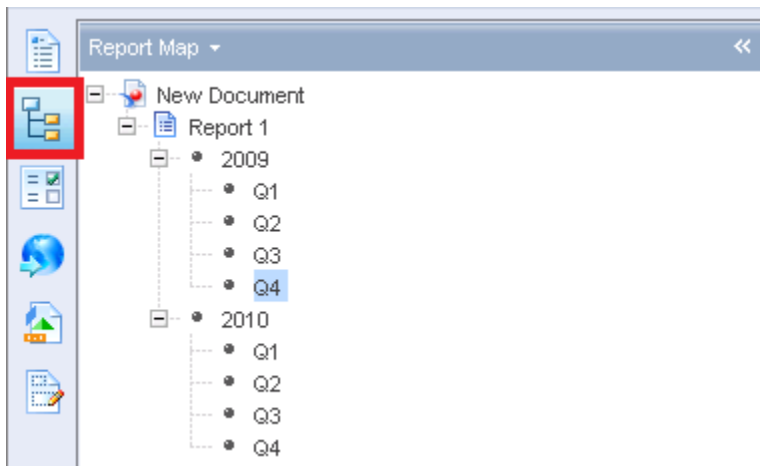 Report Map
New Document
Report 1
2009
Q1
Q2
Q3
Q4
2010
Q1
Q2
Q3
Q4